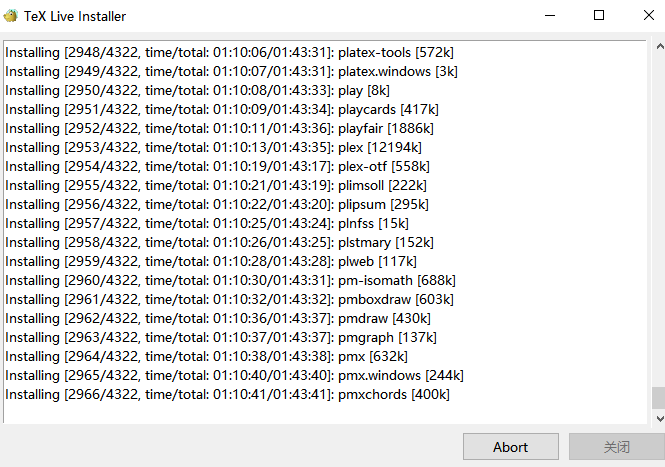 TeX Live Installer
Installing [2948/4322, time/total: 01:10:06/01:43:31]: platex-tools [572k]
Installing [2949/4322, time/total: 01:10:07/01:43:31]: platex.windows [3k]
Installing [2950/4322, time/total: 01:10:08/01:43:33]: play [8k]
Installing [2951/4322, time/total: 01:10:09/01:43:34]: playcards [417k]
Installing [2952/4322, time/total: 01:10:11/01:43:36]: playfair [1886k]
Installing [2953/4322, time/total: 01:10:13/01:43:35]: plex [12194k]
Installing [2954/4322, time/total: 01:10:19/01:43:17]: plex-otf [558k]
Installing [2955/4322, time/total: 01:10:21/01:43:19]: plimsoll [222k]
Installing [2956/4322, time/total: 01:10:22/01:43:20]: plipsum [295k]
Installing [2957/4322, time/total: 01:10:25/01:43:24]: plnfss [15k]
Installing [2958/4322, time/total: 01:10:26/01:43:25]: plstmary [152k]
Installing [2959/4322, time/total: 01:10:28/01:43:28]: plweb [117k]
Installing [2960/4322, time/total: 01:10:30/01:43:31]: pm-isomath [688k]
Installing [2961/4322, time/total: 01:10:32/01:43:32]: pmboxdraw [603k]
Installing [2962/4322, time/total: 01:10:36/01:43:37]: pmdraw [430k]
Installing [2963/4322, time/total: 01:10:37/01:43:37]: pmgraph [137k]
Installing [2964/4322, time/total: 01:10:38/01:43:38]: pmx [632k]
Installing [2965/4322, time/total: 01:10:40/01:43:40]: pmx.windows [244k]
Installing [2966/4322, time/total: 01:10:41/01:43:41]: pmxchords [400k]
Abort
关闭